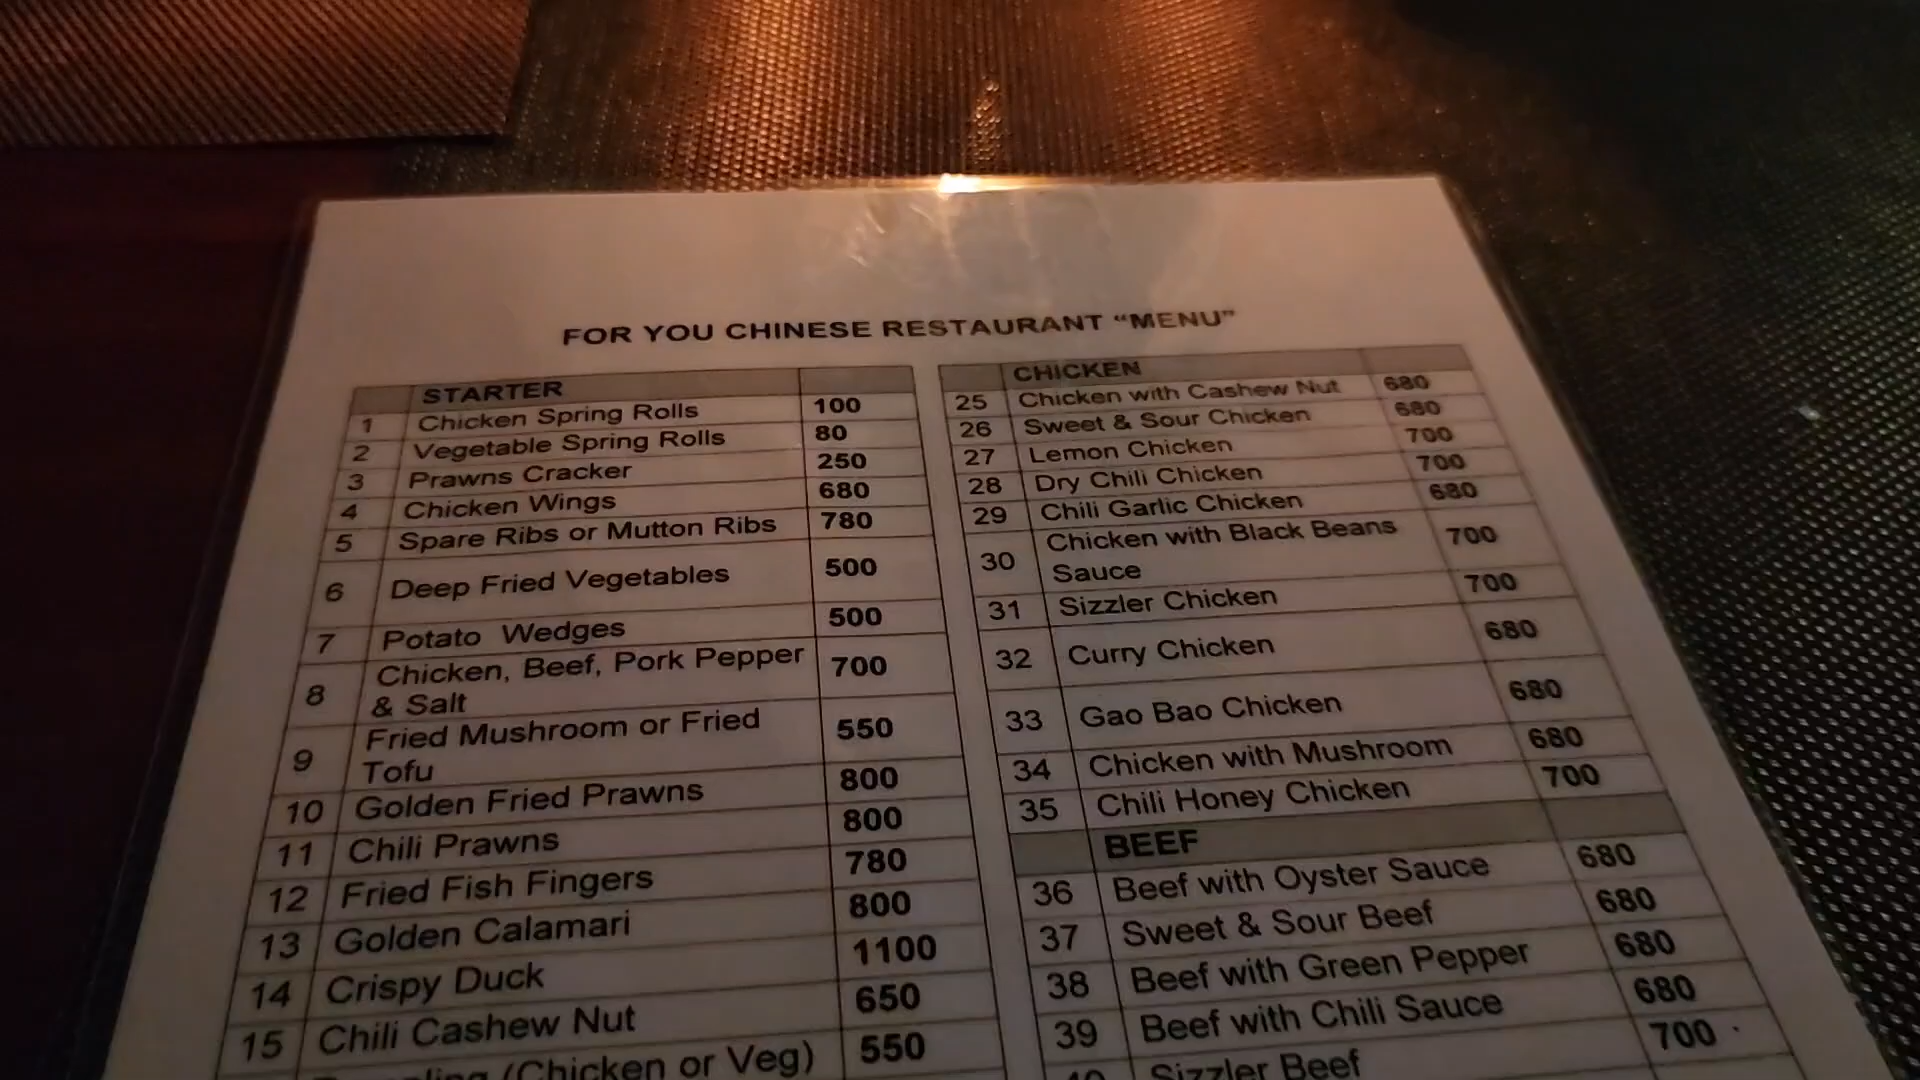 FOR YOU CHINESE RESTAURANT “MENU”
STARTER
1 Chicken Spring Rolls 100
2 Vegetable Spring Rolls 80
3 Prawns Cracker 250
4 Chicken Wings 680
5 Spare Ribs or Mutton Ribs 780
6 Deep Fried Vegetables 500
7 Potato Wedges 500
8 Chicken, Beef, Pork Pepper
& Salt 700
9 Fried Mushroom or Fried
Tofu 550
10 Golden Fried Prawns 800
11 Chili Prawns 800
12 Fried Fish Fingers 780
13 Golden Calamari 800
14 Crispy Duck 1100
15 Chili Cashew Nut 650
(Chicken or Veg) 550
CHICKEN
25 Chicken with Cashew Nut 680
26 Sweet & Sour Chicken 680
27 Lemon Chicken 700
28 Dry Chili Chicken 700
29 Chili Garlic Chicken 680
30 Chicken with Black Beans
Sauce 700
31 Sizzler Chicken 700
32 Curry Chicken 680
33 Gao Bao Chicken 680
34 Chicken with Mushroom 680
35 Chili Honey Chicken 700
BEEF
36 Beef with Oyster Sauce 680
37 Sweet & Sour Beef 680
38 Beef with Green Pepper 680
39 Beef with Chili Sauce 680
40 Sizzler Beef 700